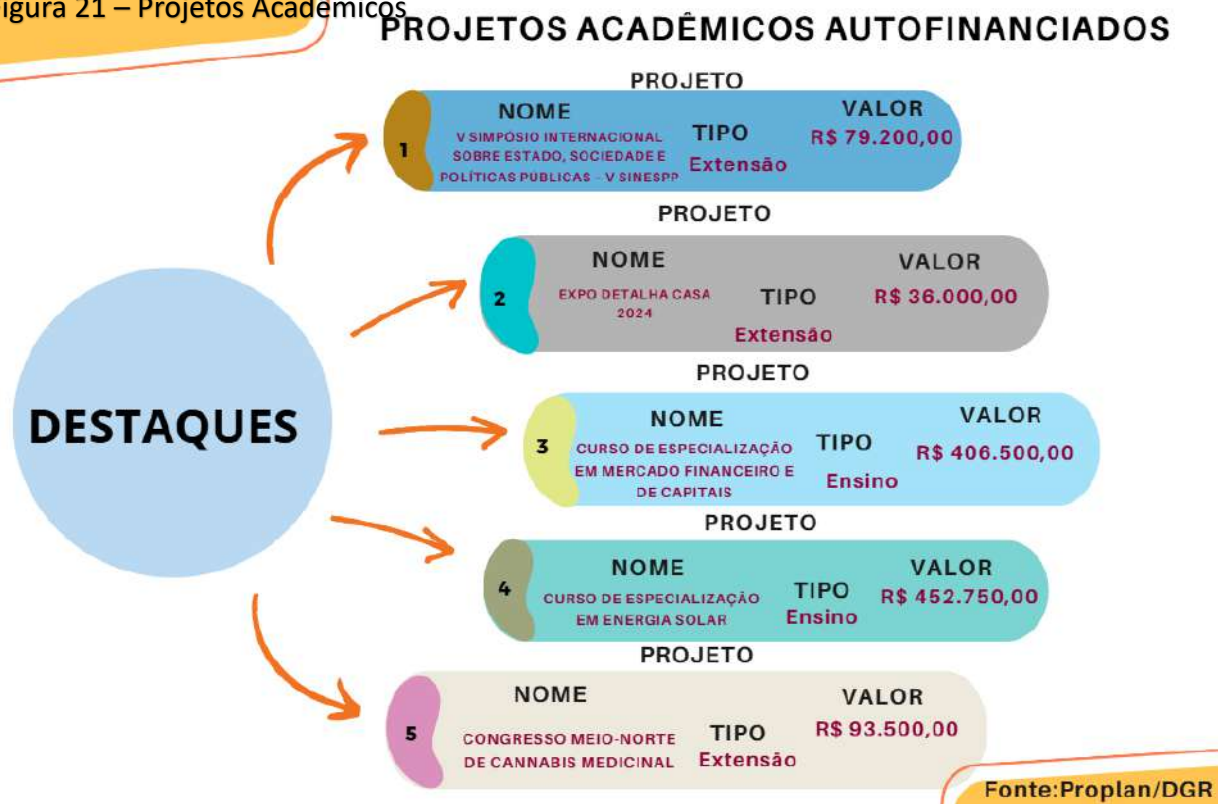 igura 21 – Projetos Acadêmicos
PROJETOS ACADÊMICOS AUTOFINANCIADOS
DESTAQUES
PROJETO
1
NOME
V SIMPÓSIO INTERNACIONAL
SOBRE ESTADO, SOCIEDADE E
POLÍTICAS PÚBLICAS – V SINESPP
TIPO
Extensão
VALOR
R$ 79.200,00
PROJETO
2
NOME
EXPO DETALHA CASA
2024
TIPO
Extensão
VALOR
R$ 36.000,00
PROJETO
3
NOME
CURSO DE ESPECIALIZAÇÃO
EM MERCADO FINANCEIRO E
DE CAPITAIS
TIPO
Ensino
VALOR
R$ 406.500,00
PROJETO
4
NOME
CURSO DE ESPECIALIZAÇÃO
EM ENERGIA SOLAR
TIPO
Ensino
VALOR
R$ 452.750,00
PROJETO
5
NOME
CONGRESSO MEIO-NORTE
DE CANNABIS MEDICINAL
TIPO
Extensão
VALOR
R$ 93.500,00
Fonte:Proplan/DGR